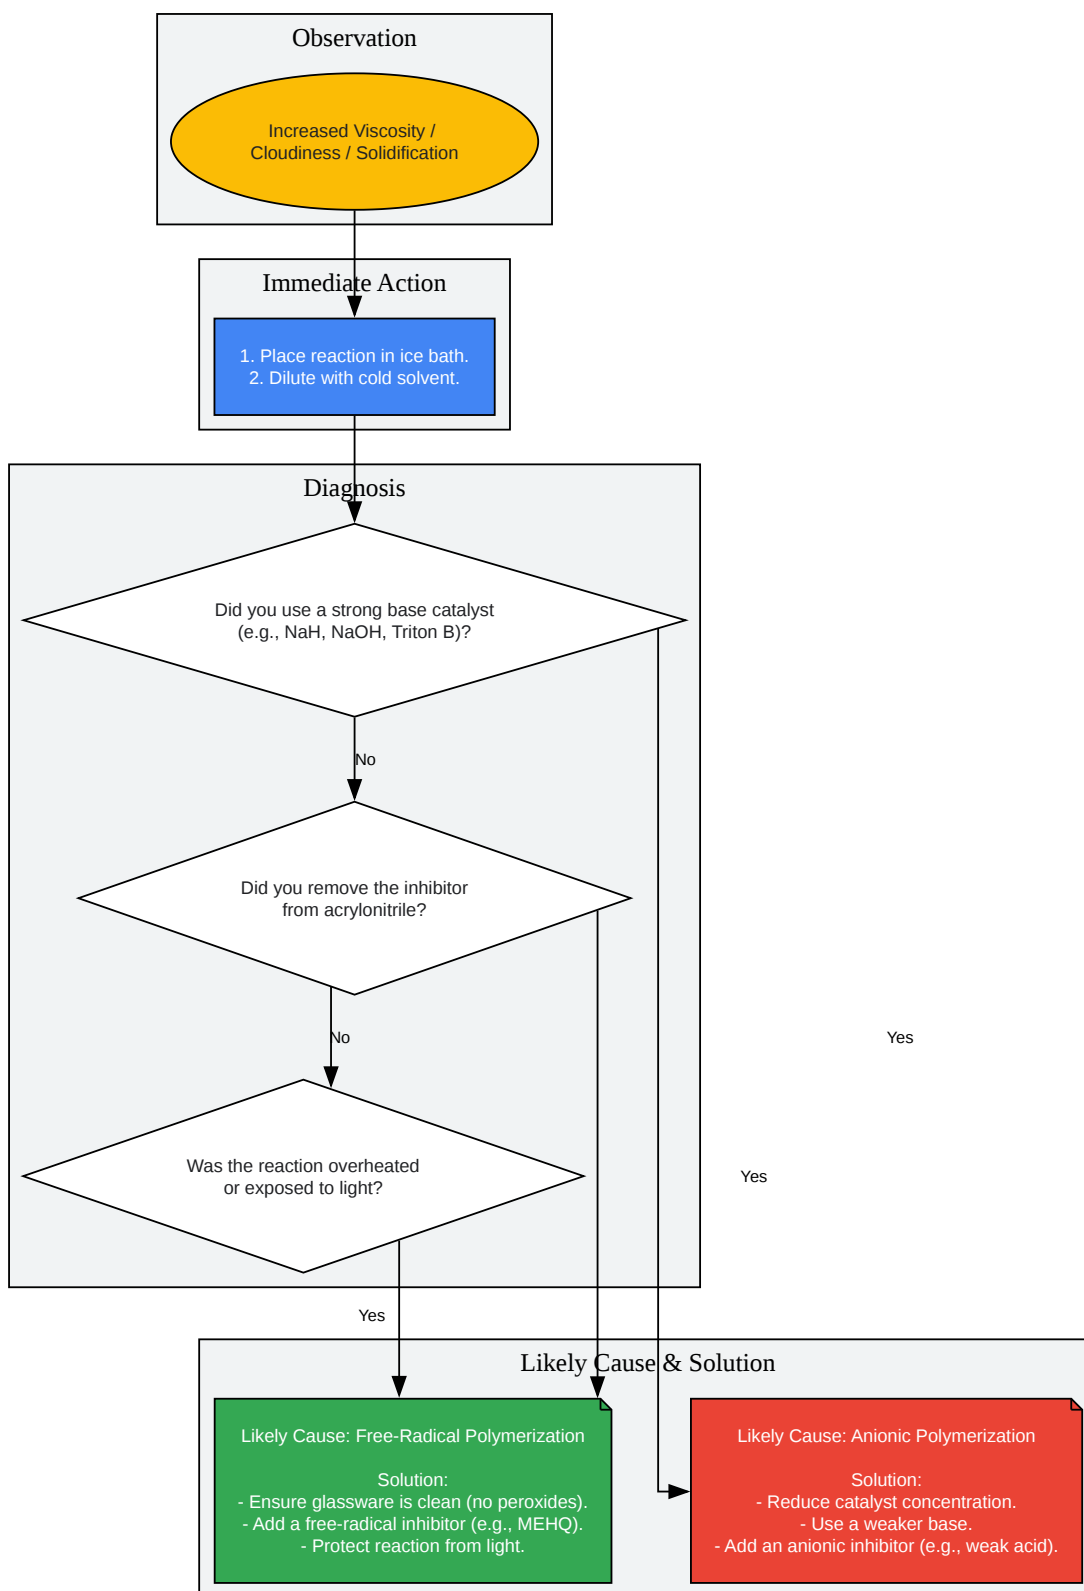 Observation
Increased Viscosity /
Cloudiness / Solidification
Immediate Action
1. Place reaction in ice bath.
2. Dilute with cold solvent.
Diagnosis
Did you use a strong base catalyst
(e.g., NaH, NaOH, Triton B)?
No
Did you remove the inhibitor
from acrylonitrile?
No
Yes
Was the reaction overheated
or exposed to light?
Yes
Yes
Likely Cause & Solution
Likely Cause: Free-Radical Polymerization
Solution:
- Ensure glassware is clean (no peroxides).
- Add a free-radical inhibitor (e.g., MEHQ).
- Protect reaction from light.
Likely Cause: Anionic Polymerization
Solution:
- Reduce catalyst concentration.
- Use a weaker base.
- Add an anionic inhibitor (e.g., weak acid).